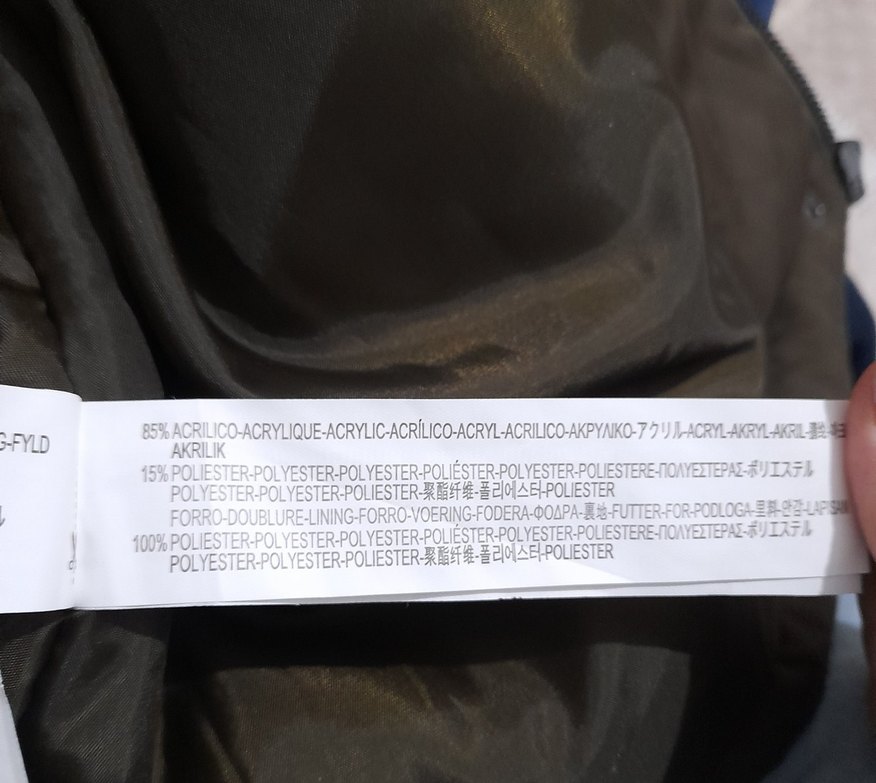 G-FYLD
85% ACRILICO-ACRYLIQUE-ACRYLIC-ACRÍLICO-ACRYL-ACRILICO-ΑΚΡΥΛΙΚΟ-アクリル-ACRYL-AKRYL-AKRIL-
AKRILIK
15% POLIESTER-POLYESTER-POLYESTER-POLIÉSTER-POLYESTER-POLIESTERE-ΠΟΛΥΕΣΤΕΡΑΣ-ポリエステル
POLYESTER-POLYESTER-POLIESTER-聚酯纤维-폴리에스터-POLIESTER
FORRO-DOUBLURE-LINING-FORRO-VOERING-FODERA-ΦΟΔΡΑ-裏地-FUTTER-FOR-PODLOGA-里料-안감-LAPISAN
100% POLIESTER-POLYESTER-POLYESTER-POLIÉSTER-POLYESTER-POLIESTERE-ΠΟΛΥΕΣΤΕΡΑΣ-ポリエステル
POLYESTER-POLYESTER-POLIESTER-聚酯纤维-폴리에스터-POLIESTER